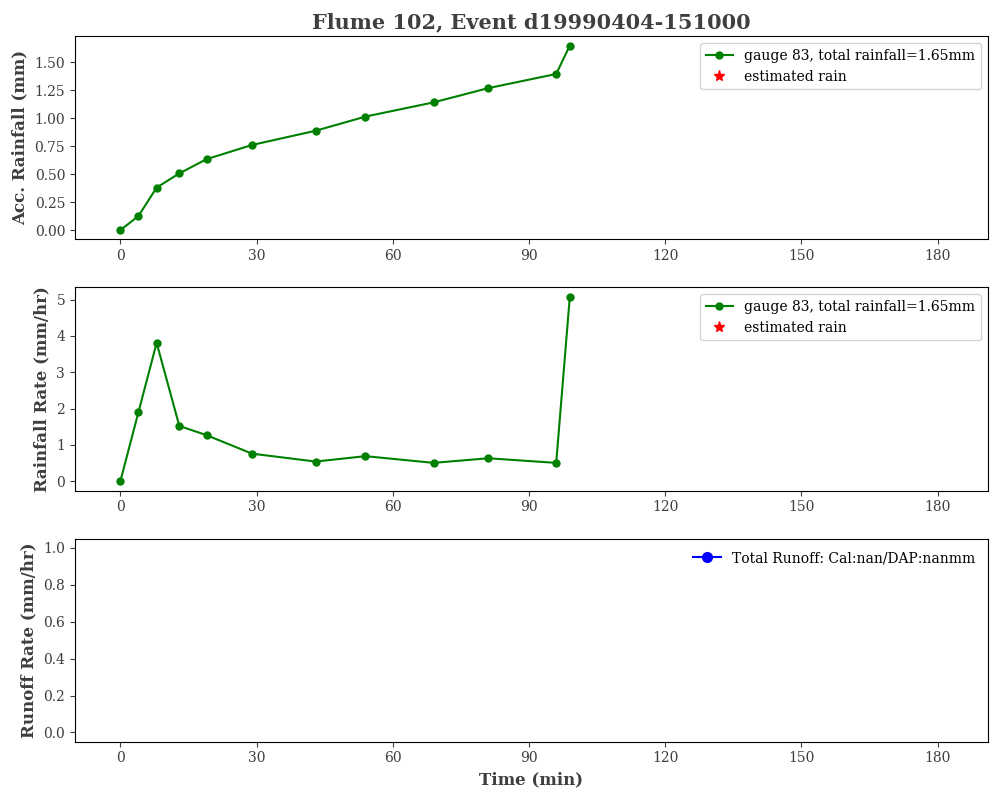 Flume 102, Event d19990404-151000
Acc. Rainfall (mm)
1.50
1.25
1.00
0.75
0.50
0.25
0.00
gauge 83, total rainfall=1.65mm
estimated rain
0 30 60 90 120 150 180
Rainfall Rate (mm/hr)
5
4
3
2
1
0
gauge 83, total rainfall=1.65mm
estimated rain
0 30 60 90 120 150 180
Runoff Rate (mm/hr)
1.0
0.8
0.6
0.4
0.2
0.0
Total Runoff: Cal:nan/DAP:nanmm
0 30 60 90 120 150 180
Time (min)